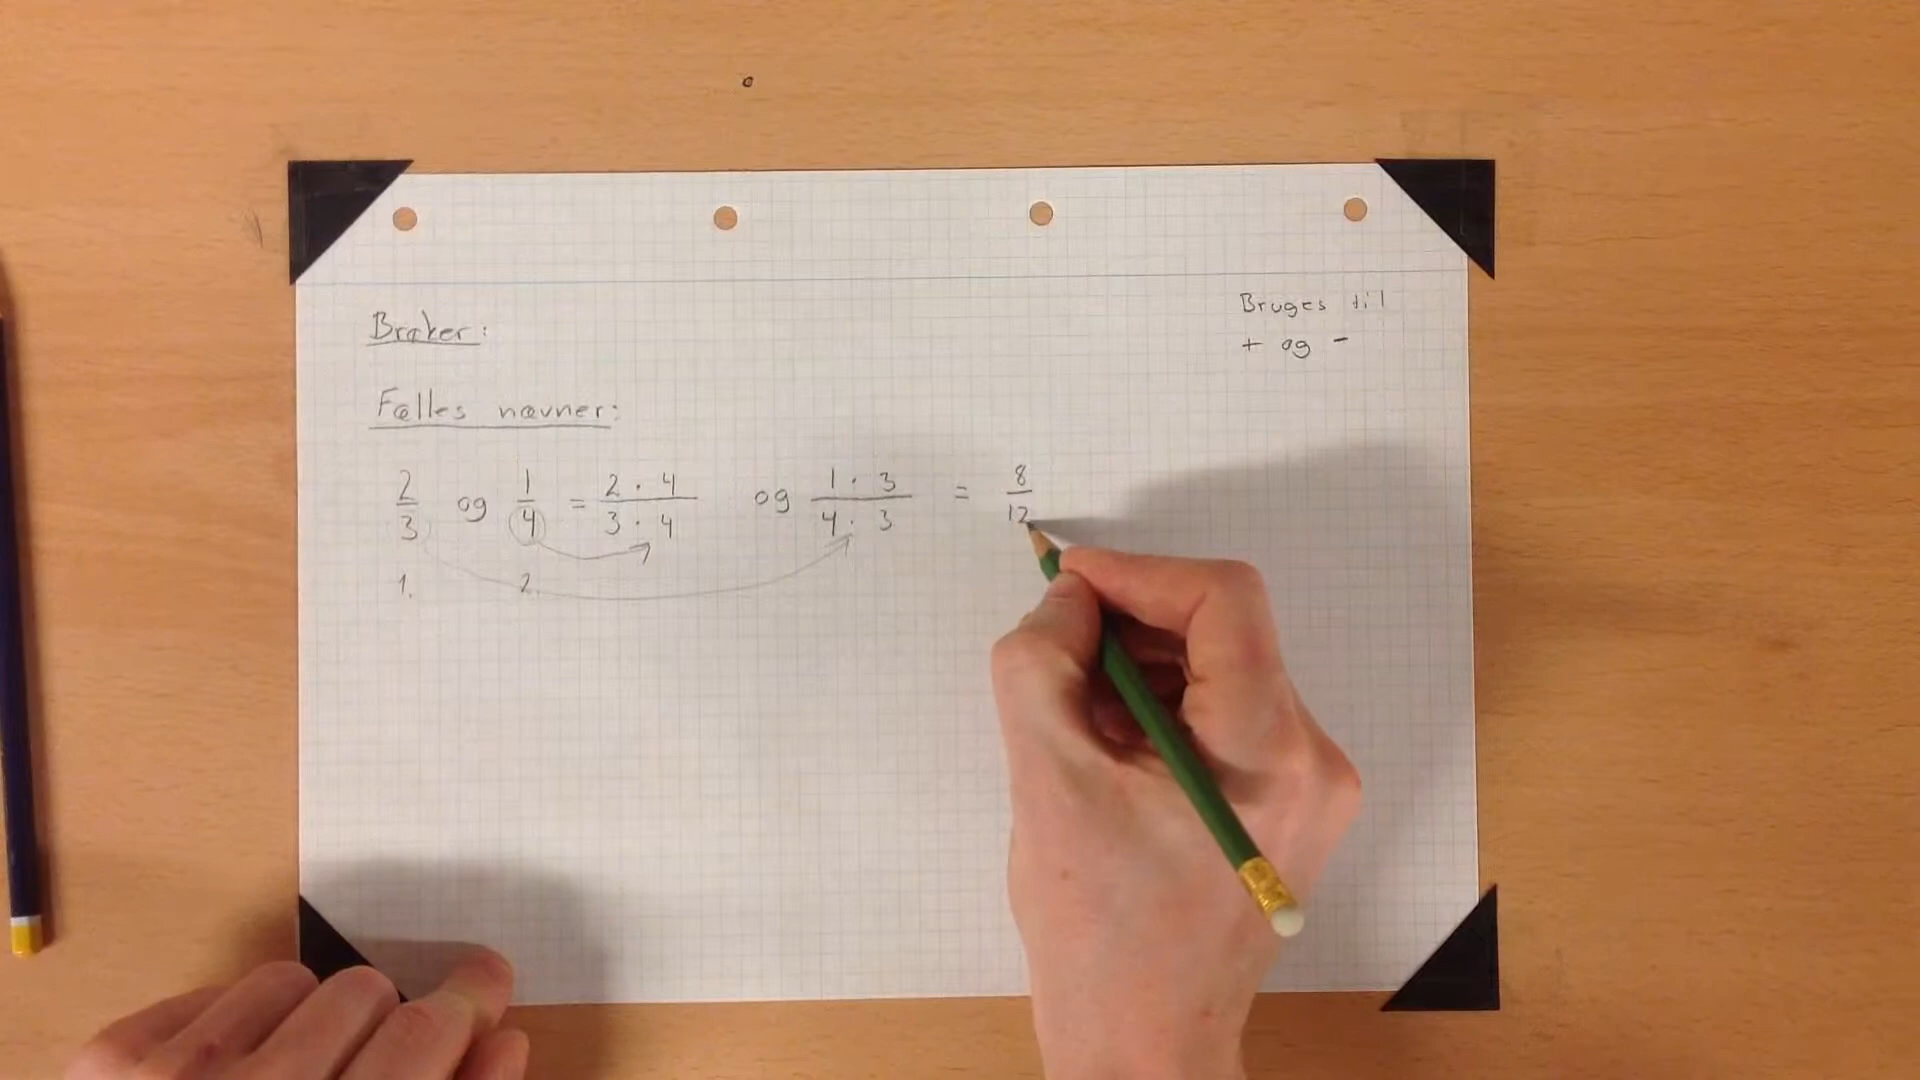 Brøker:
Fælles nævner:
Bruges til
+ og -
2/3 og 1/4 = 2 · 4 / 3 · 4 og 1 · 3 / 4 · 3 = 8/12
1. 2.